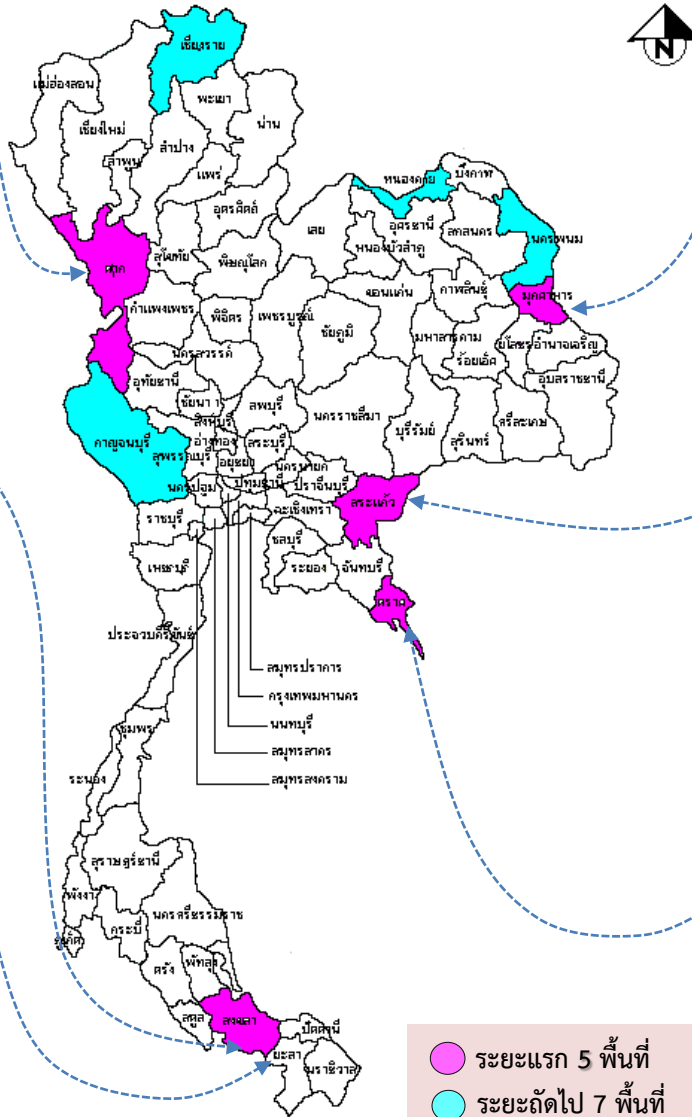 N
เชียงราย
แม่ฮ่องสอน
พะเยา
น่าน
เชียงใหม่
ลำปาง
ลำพูน
แพร่
หนองคาย
บึงกาฬ
อุตรดิตถ์
เลย
อุดรธานี
สกลนคร
นครพนม
สุโขทัย
พิษณุโลก
หนองบัวลำภู
ตาก
ขอนแก่น
กาฬสินธุ์
มุกดาหาร
กำแพงเพชร
พิจิตร
เพชรบูรณ์
ชัยภูมิ
มหาสารคาม
ร้อยเอ็ด
ยโสธร
อำนาจเจริญ
นครสวรรค์
อุทัยธานี
อุบลราชธานี
ชัยนาท
ลพบุรี
นครราชสีมา
บุรีรัมย์
สุรินทร์
ศรีสะเกษ
สิงห์บุรี
กาญจนบุรี
สุพรรณบุรี
อ่างทอง
สระบุรี
อยุธยา
นครนายก
นครปฐม
ปทุมธานี
ปราจีนบุรี
สระแก้ว
ราชบุรี
ฉะเชิงเทรา
ชลบุรี
เพชรบุรี
ระยอง
จันทบุรี
ตราด
ประจวบคีรีขันธ์
สมุทรปราการ
กรุงเทพมหานคร
นนทบุรี
สมุทรสาคร
สมุทรสงคราม
ชุมพร
ระนอง
สุราษฎร์ธานี
พังงา
กระบี่
นครศรีธรรมราช
ภูเก็ต
ตรัง
พัทลุง
สตูล
สงขลา
ปัตตานี
ยะลา
นราธิวาส
ระยะแรก 5 พื้นที่
ระยะถัดไป 7 พื้นที่